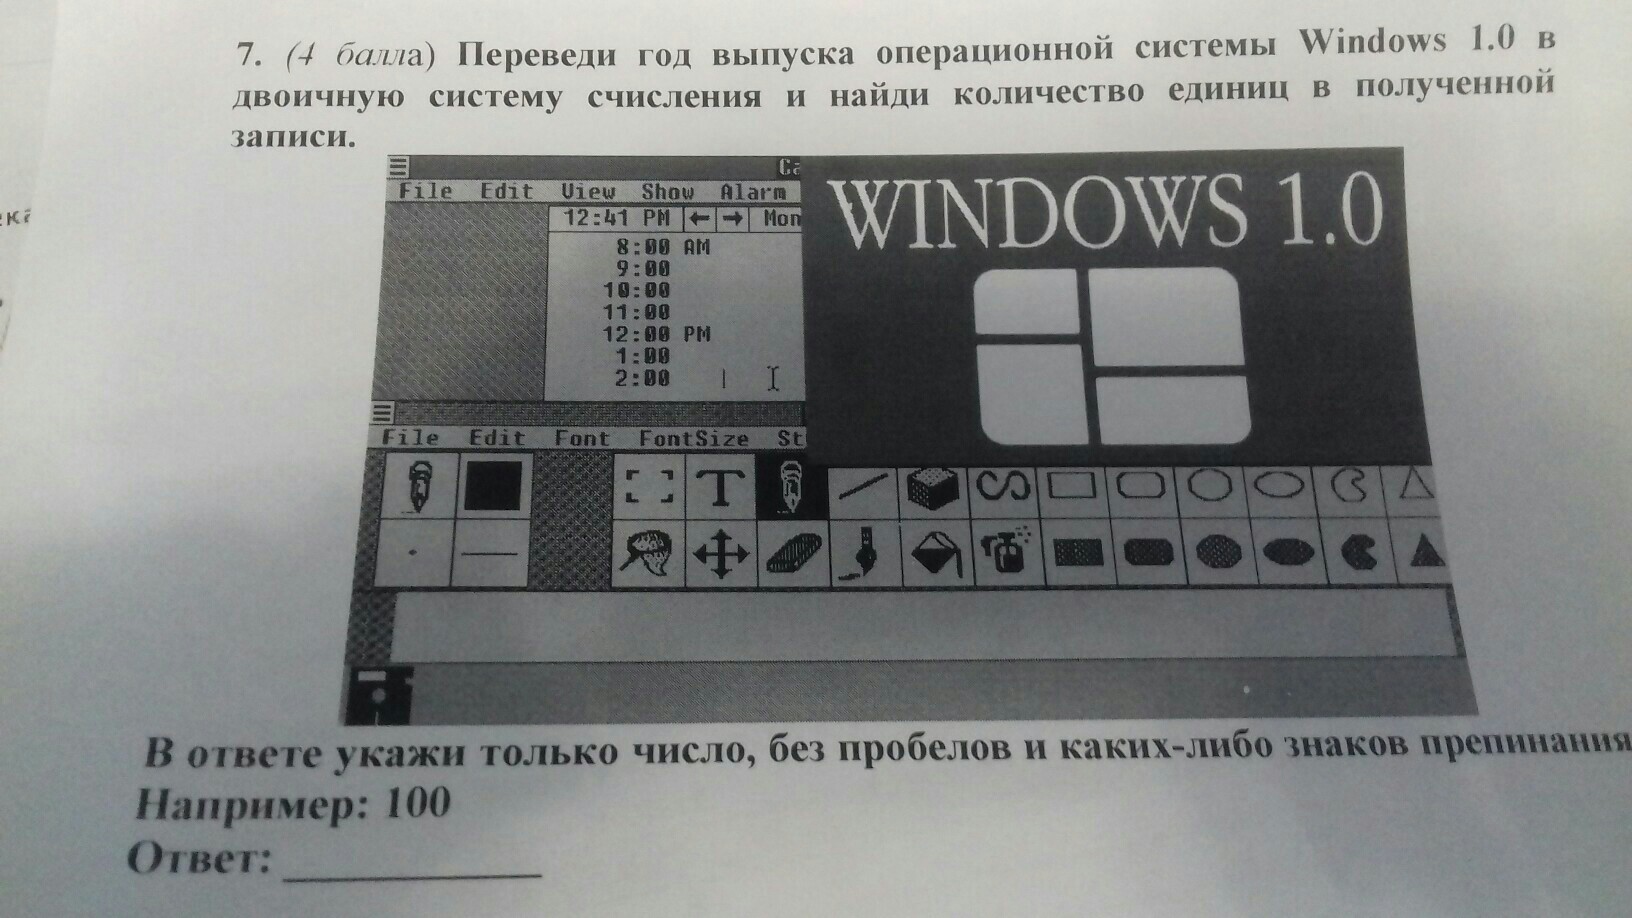 7. (4 балла) Переведи год выпуска операционной системы Windows 1.0 в
двоичную систему счисления и найди количество единиц в полученной
записи.
File Edit View Show Alarm
12:41 PM ← → Mon
8:00 AM
9:00
10:00
11:00
12:00 PM
1:00
2:00
WINDOWS 1.0
File Edit Font FontSize St
T
В ответе укажи только число, без пробелов и каких-либо знаков препинания
Например: 100
Ответ: